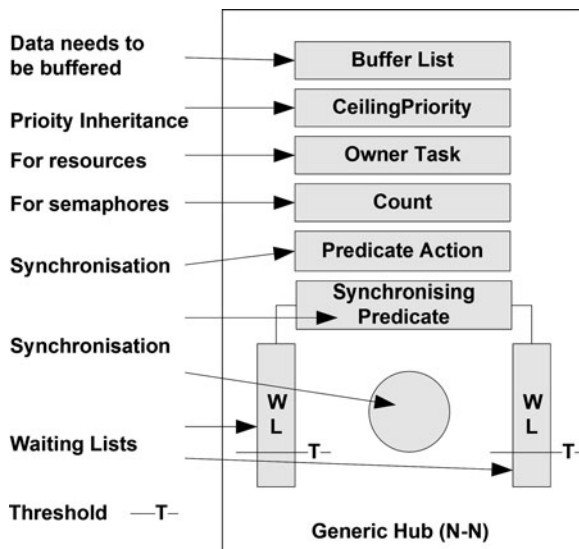 Data needs to
be buffered
Buffer List
Prioity Inheritance
CeilingPriority
For resources
Owner Task
For semaphores
Count
Synchronisation
Predicate Action
Synchronising
Predicate
Synchronisation
W
L
W
L
Waiting Lists
T
T
Threshold —T–
Generic Hub (N-N)